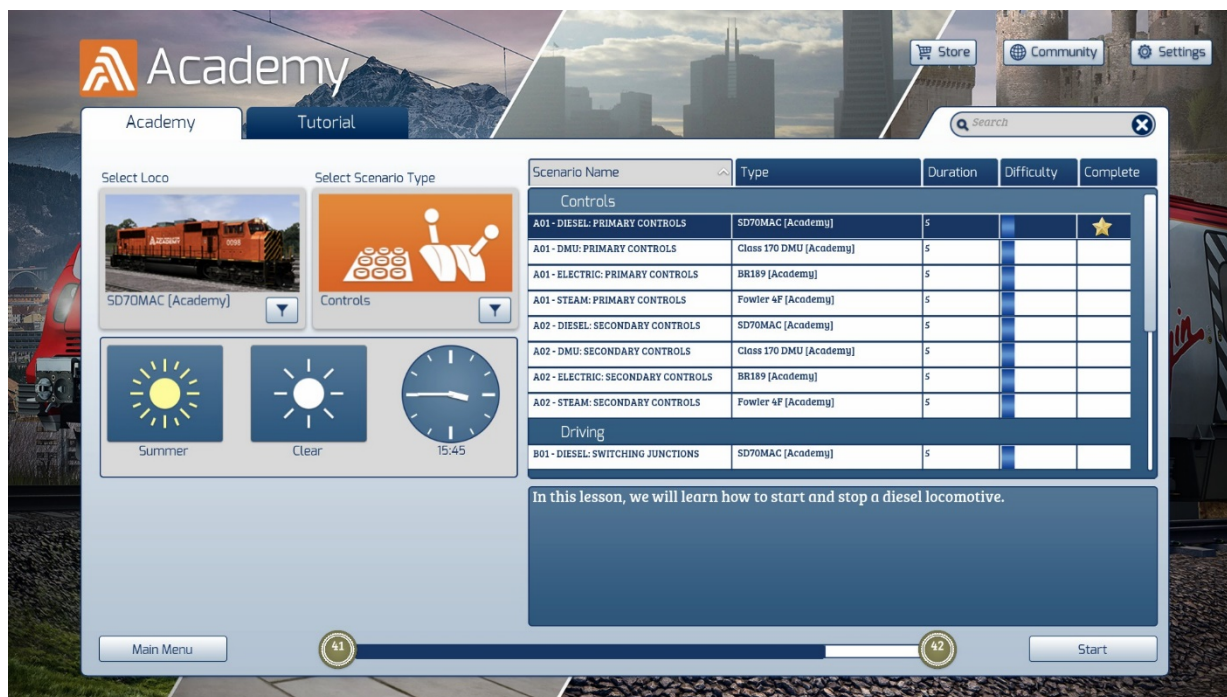 Academy
Store
Community
Settings
Academy
Tutorial
Search
Select Loco
Select Scenario Type
SD70MAC [Academy]
Controls
Summer
Clear
15:45
Scenario Name Type Duration Difficulty Complete
Controls
A01 - DIESEL: PRIMARY CONTROLS SD70MAC [Academy] 5
A01 - DMU: PRIMARY CONTROLS Class 170 DMU [Academy] 5
A01 - ELECTRIC: PRIMARY CONTROLS BR189 [Academy] 5
A01 - STEAM: PRIMARY CONTROLS Fowler 4F [Academy] 5
A02 - DIESEL: SECONDARY CONTROLS SD70MAC [Academy] 5
A02 - DMU: SECONDARY CONTROLS Class 170 DMU [Academy] 5
A02 - ELECTRIC: SECONDARY CONTROLS BR189 [Academy] 5
A02 - STEAM: SECONDARY CONTROLS Fowler 4F [Academy] 5
Driving
B01 - DIESEL: SWITCHING JUNCTIONS SD70MAC [Academy] 5
In this lesson, we will learn how to start and stop a diesel locomotive.
Main Menu
41
42
Start